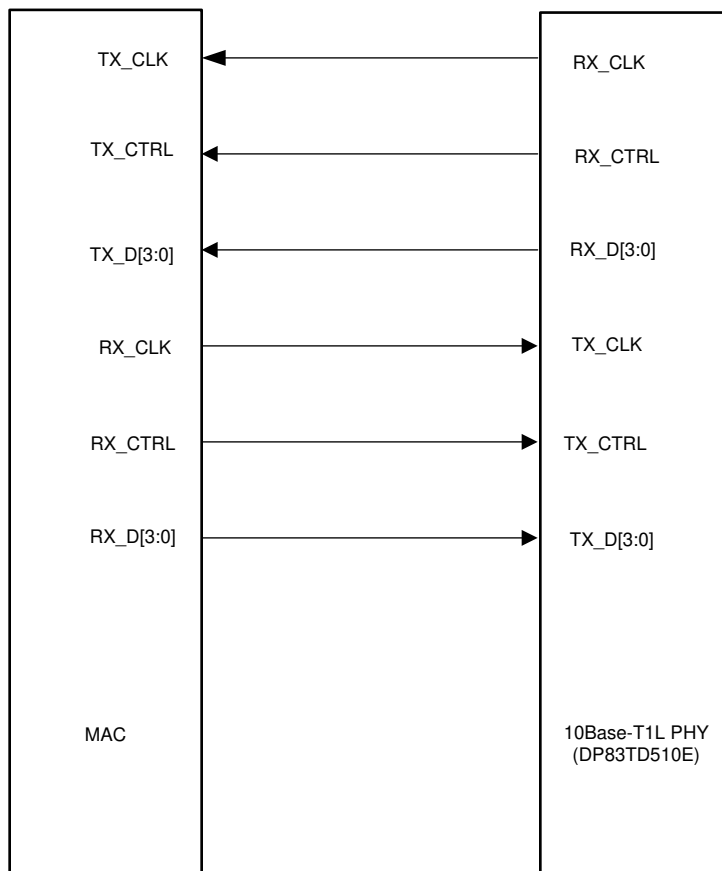 TX_CLK
RX_CLK
TX_CTRL
RX_CTRL
TX_D[3:0]
RX_D[3:0]
RX_CLK
TX_CLK
RX_CTRL
TX_CTRL
RX_D[3:0]
TX_D[3:0]
MAC
10Base-T1L PHY
(DP83TD510E)